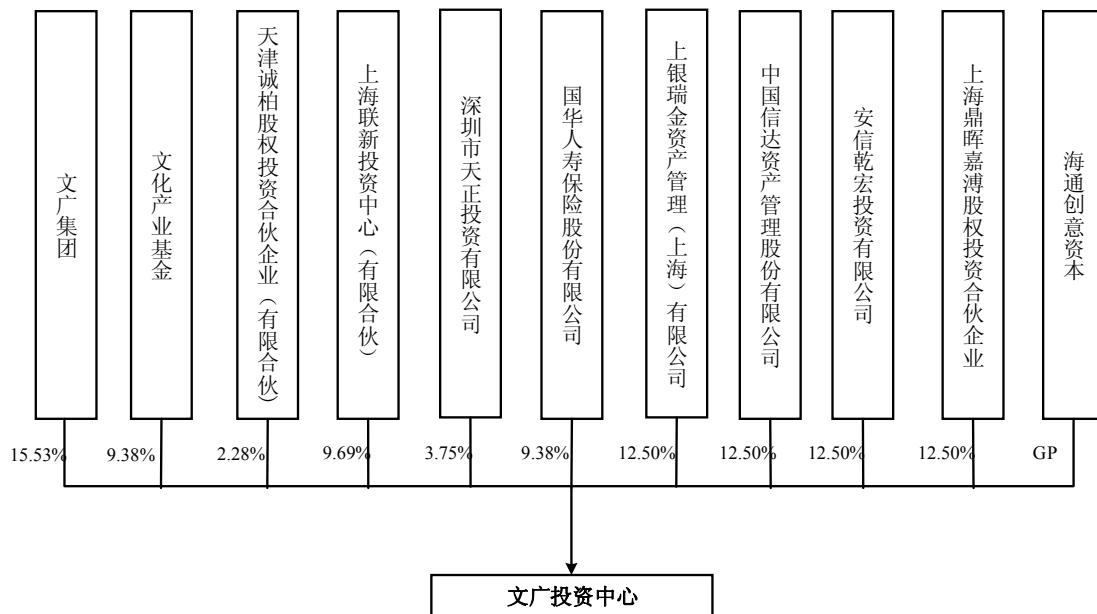 文广集团
文化产业基金
天津诚柏股权投资合伙企业（有限合伙）
上海联新投资中心（有限合伙）
深圳市天正投资有限公司
国华人寿保险股份有限公司
上银瑞金资产管理（上海）有限公司
中国信达资产管理股份有限公司
安信乾宏投资有限公司
上海鼎晖嘉溥股权投资合伙企业
海通创意资本
15.53%
9.38%
2.28%
9.69%
3.75%
9.38%
12.50%
12.50%
12.50%
12.50%
GP
文广投资中心